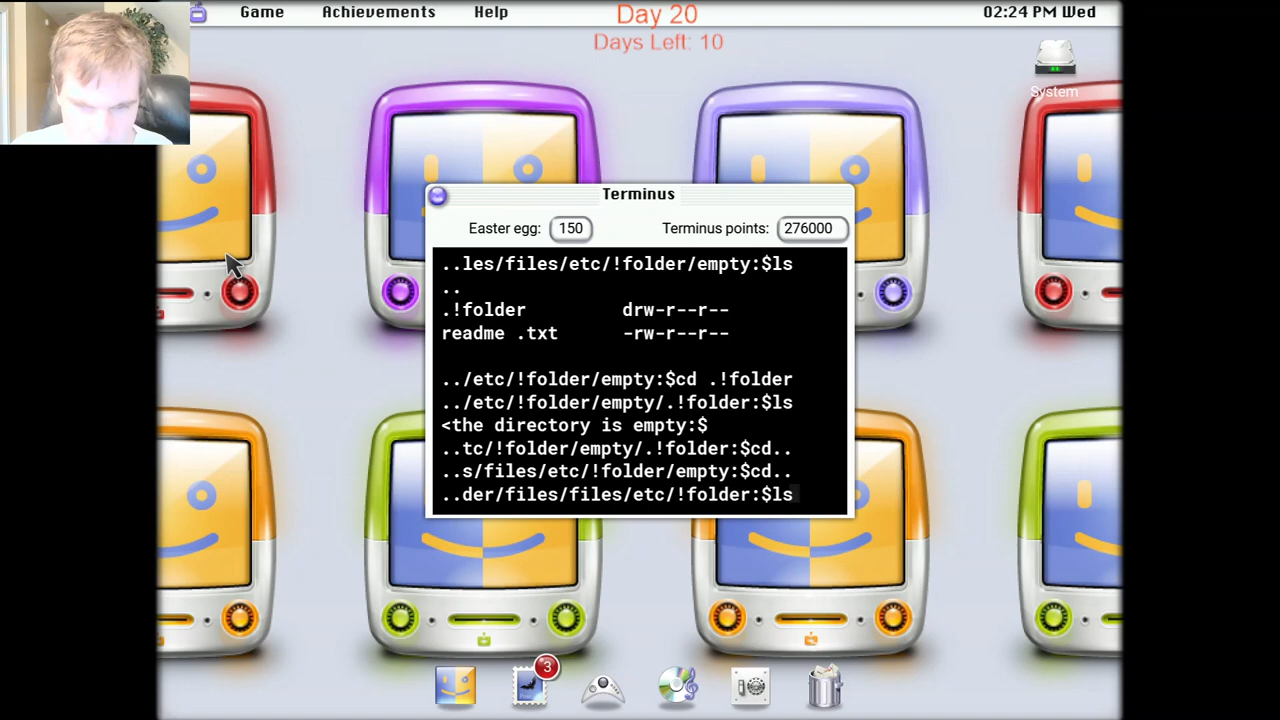 Game Achievements Help Day 20 02:24 PM Wed
Days Left: 10
System
Terminus
Easter egg: 150 Terminus points: 276000
..les/files/etc/!folder/empty:$ls
..
.!folder drw-r--r--
readme .txt -rw-r--r--
../etc/!folder/empty:$cd .!folder
../etc/!folder/empty/.!folder:$ls
<the directory is empty:$
..tc/!folder/empty/.!folder:$cd..
..s/files/etc/!folder/empty:$cd..
..der/files/files/etc/!folder:$ls
3